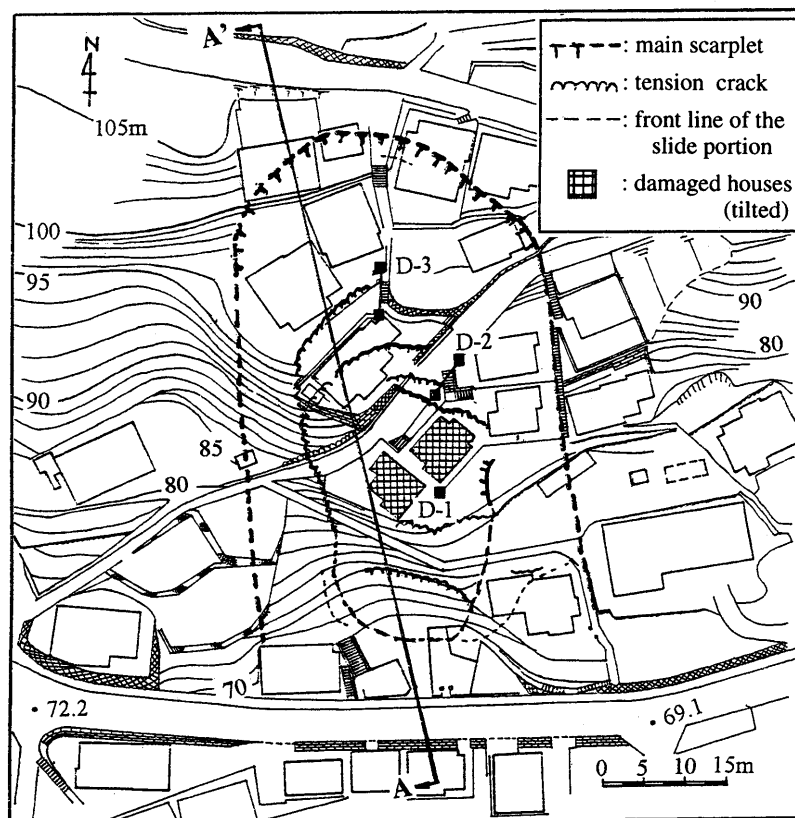 A'
N
: main scarplet
: tension crack
: front line of the
slide portion
: damaged houses
(tilted)
105m
100
95
90
85
80
D-3
D-2
D-1
90
80
70
72.2
69.1
A
0 5 10 15m